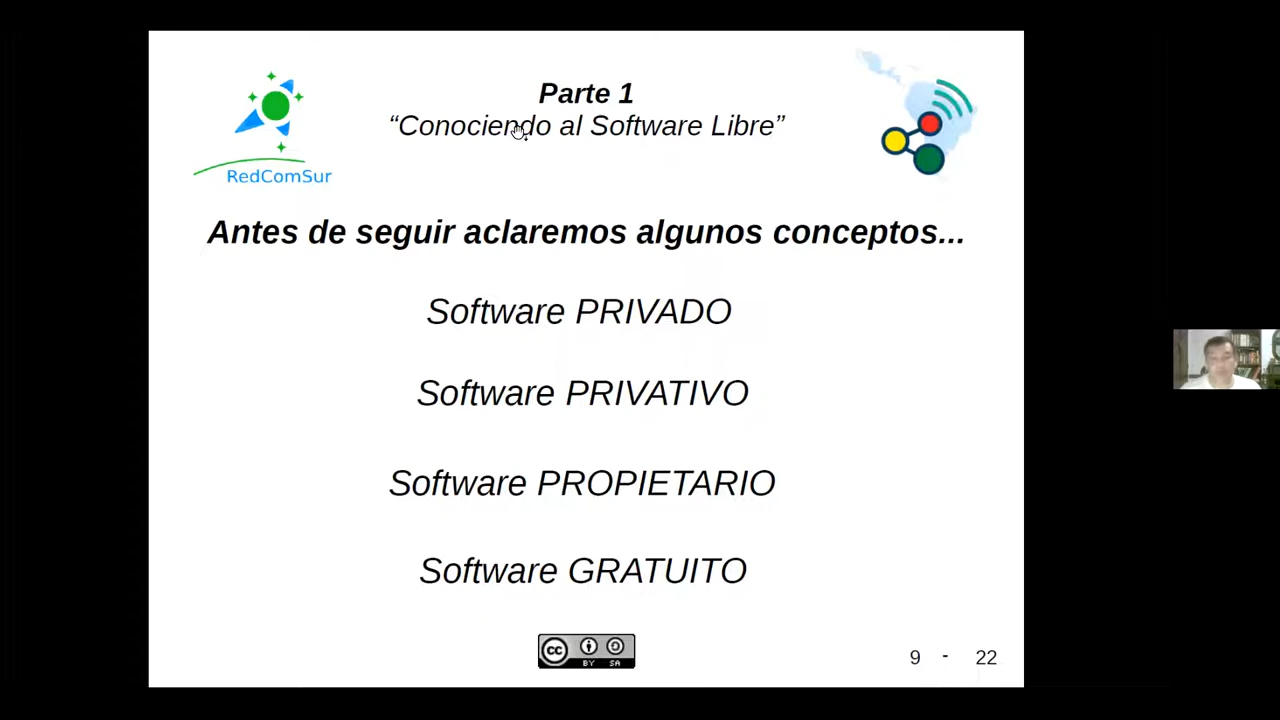 Parte 1
“Conociendo al Software Libre”
RedComSur
Antes de seguir aclaremos algunos conceptos...
Software PRIVADO
Software PRIVATIVO
Software PROPIETARIO
Software GRATUITO
cc BY SA
9 - 22